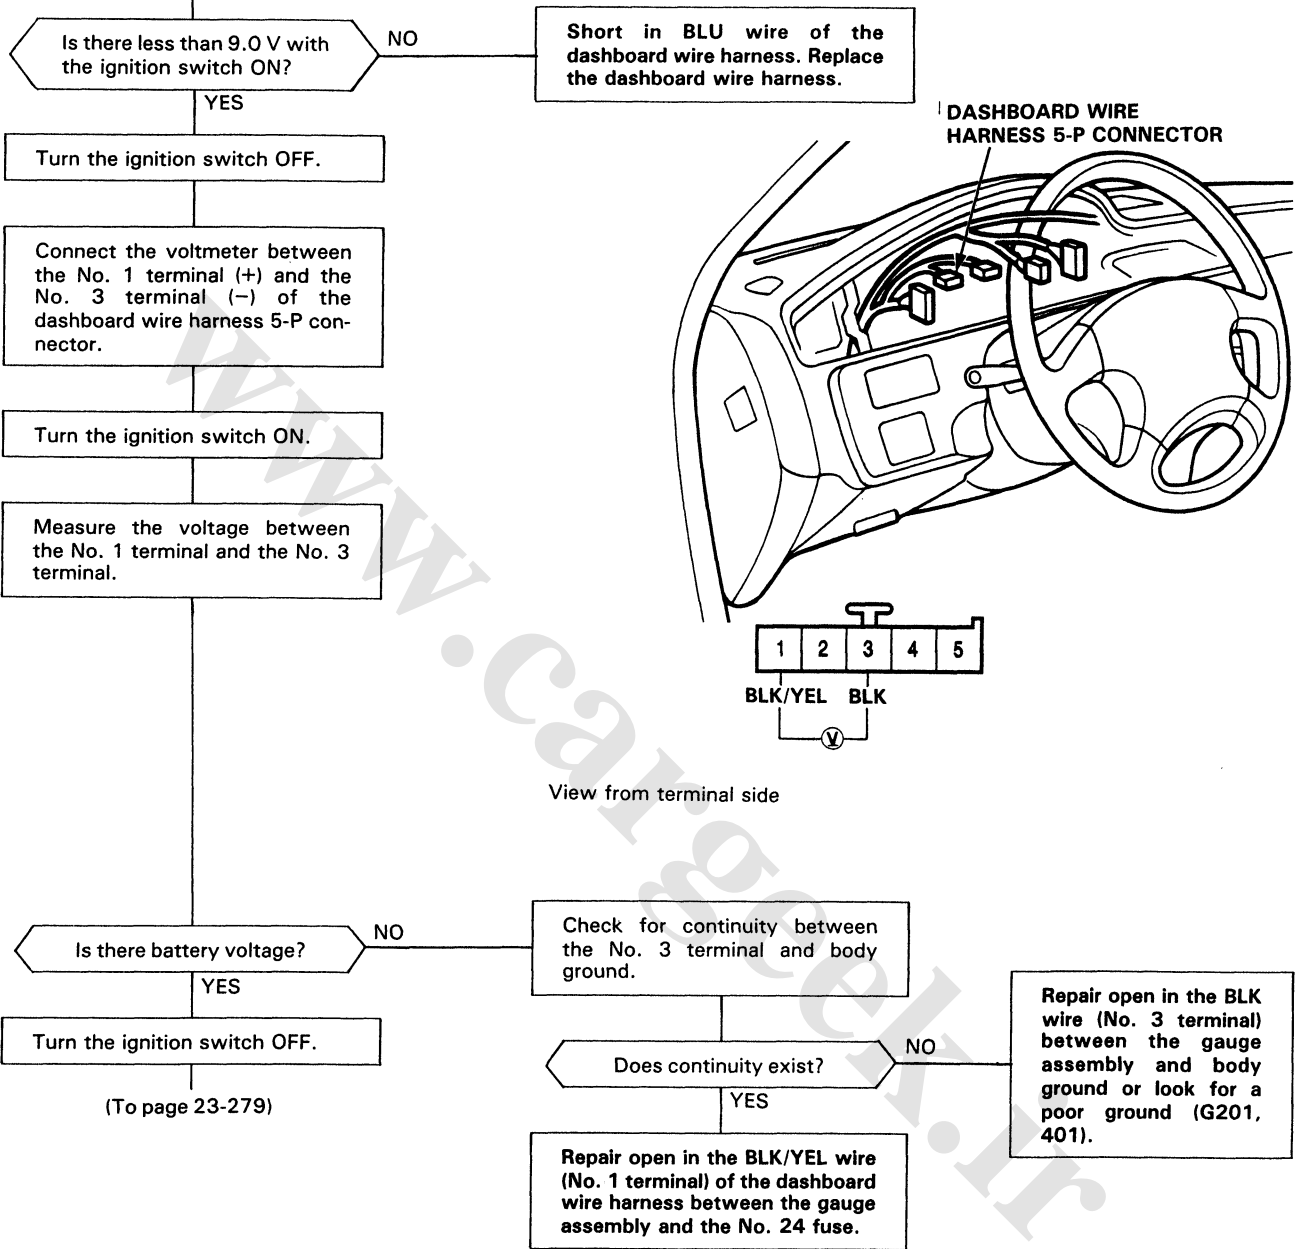 Is there less than 9.0 V with
the ignition switch ON?
NO
Short in BLU wire of the
dashboard wire harness. Replace
the dashboard wire harness.
YES
Turn the ignition switch OFF.
Connect the voltmeter between
the No. 1 terminal (+) and the
No. 3 terminal (−) of the
dashboard wire harness 5-P con-
nector.
Turn the ignition switch ON.
Measure the voltage between
the No. 1 terminal and the No. 3
terminal.
DASHBOARD WIRE
HARNESS 5-P CONNECTOR
1 2 3 4 5
BLK/YEL BLK
V
View from terminal side
Is there battery voltage?
NO
Check for continuity between
the No. 3 terminal and body
ground.
YES
Turn the ignition switch OFF.
(To page 23-279)
Does continuity exist?
NO
Repair open in the BLK
wire (No. 3 terminal)
between the gauge
assembly and body
ground or look for a
poor ground (G201,
401).
YES
Repair open in the BLK/YEL wire
(No. 1 terminal) of the dashboard
wire harness between the gauge
assembly and the No. 24 fuse.
www.cargeek.ir